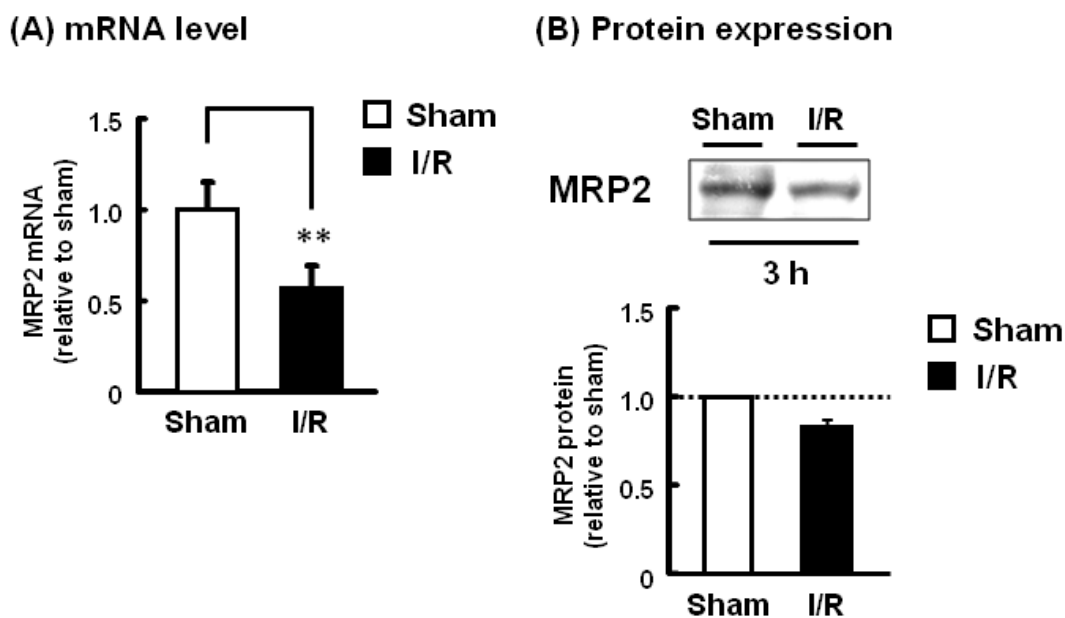 (A) mRNA level
Sham
I/R
1.5
1.0
0.5
0
MRP2 mRNA
(relative to sham)
**
Sham I/R
(B) Protein expression
Sham I/R
MRP2
3 h
Sham
I/R
1.5
1.0
0.5
0
MRP2 protein
(relative to sham)
Sham I/R